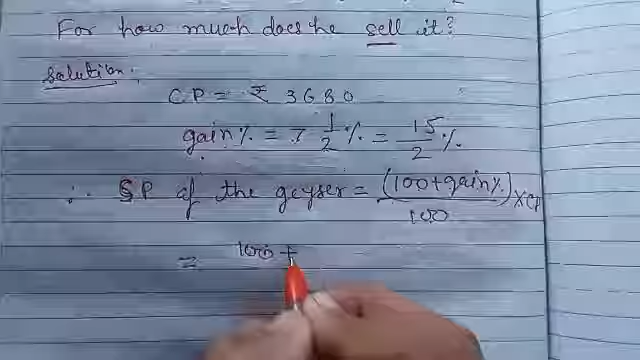 For how much does he sell it?
Solution:
CP = ₹ 3680
gain% = 7 1/2 % = 15/2 %
∴ SP of the geyser = (100+gain%)/100 × CP
= 100 +